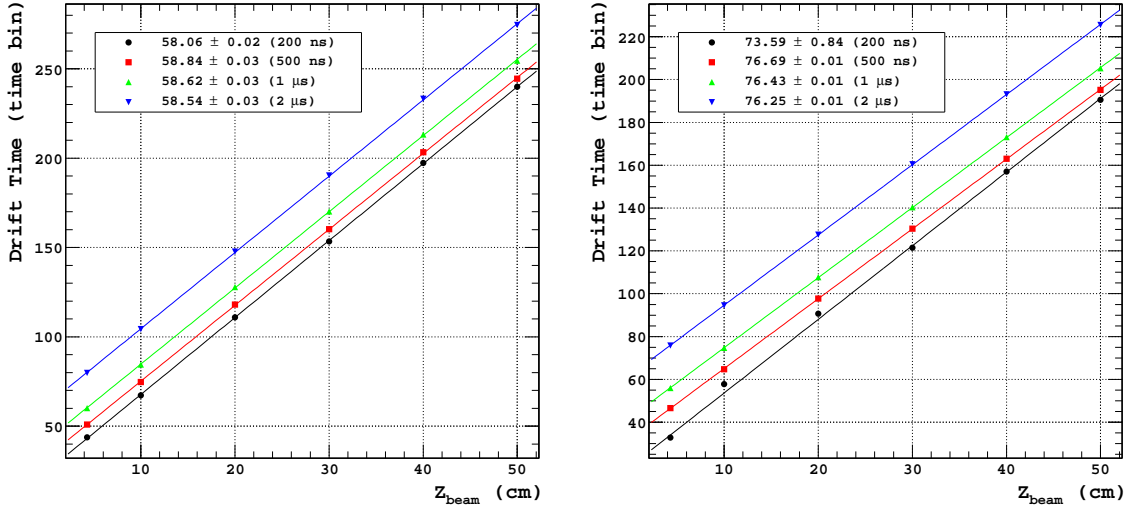 Drift Time (time bin)
58.06 ± 0.02 (200 ns)
58.84 ± 0.03 (500 ns)
58.62 ± 0.03 (1 μs)
58.54 ± 0.03 (2 μs)
250
200
150
100
50
10 20 30 40 50
Z_beam (cm)
Drift Time (time bin)
73.59 ± 0.84 (200 ns)
76.69 ± 0.01 (500 ns)
76.43 ± 0.01 (1 μs)
76.25 ± 0.01 (2 μs)
220
200
180
160
140
120
100
80
60
40
10 20 30 40 50
Z_beam (cm)